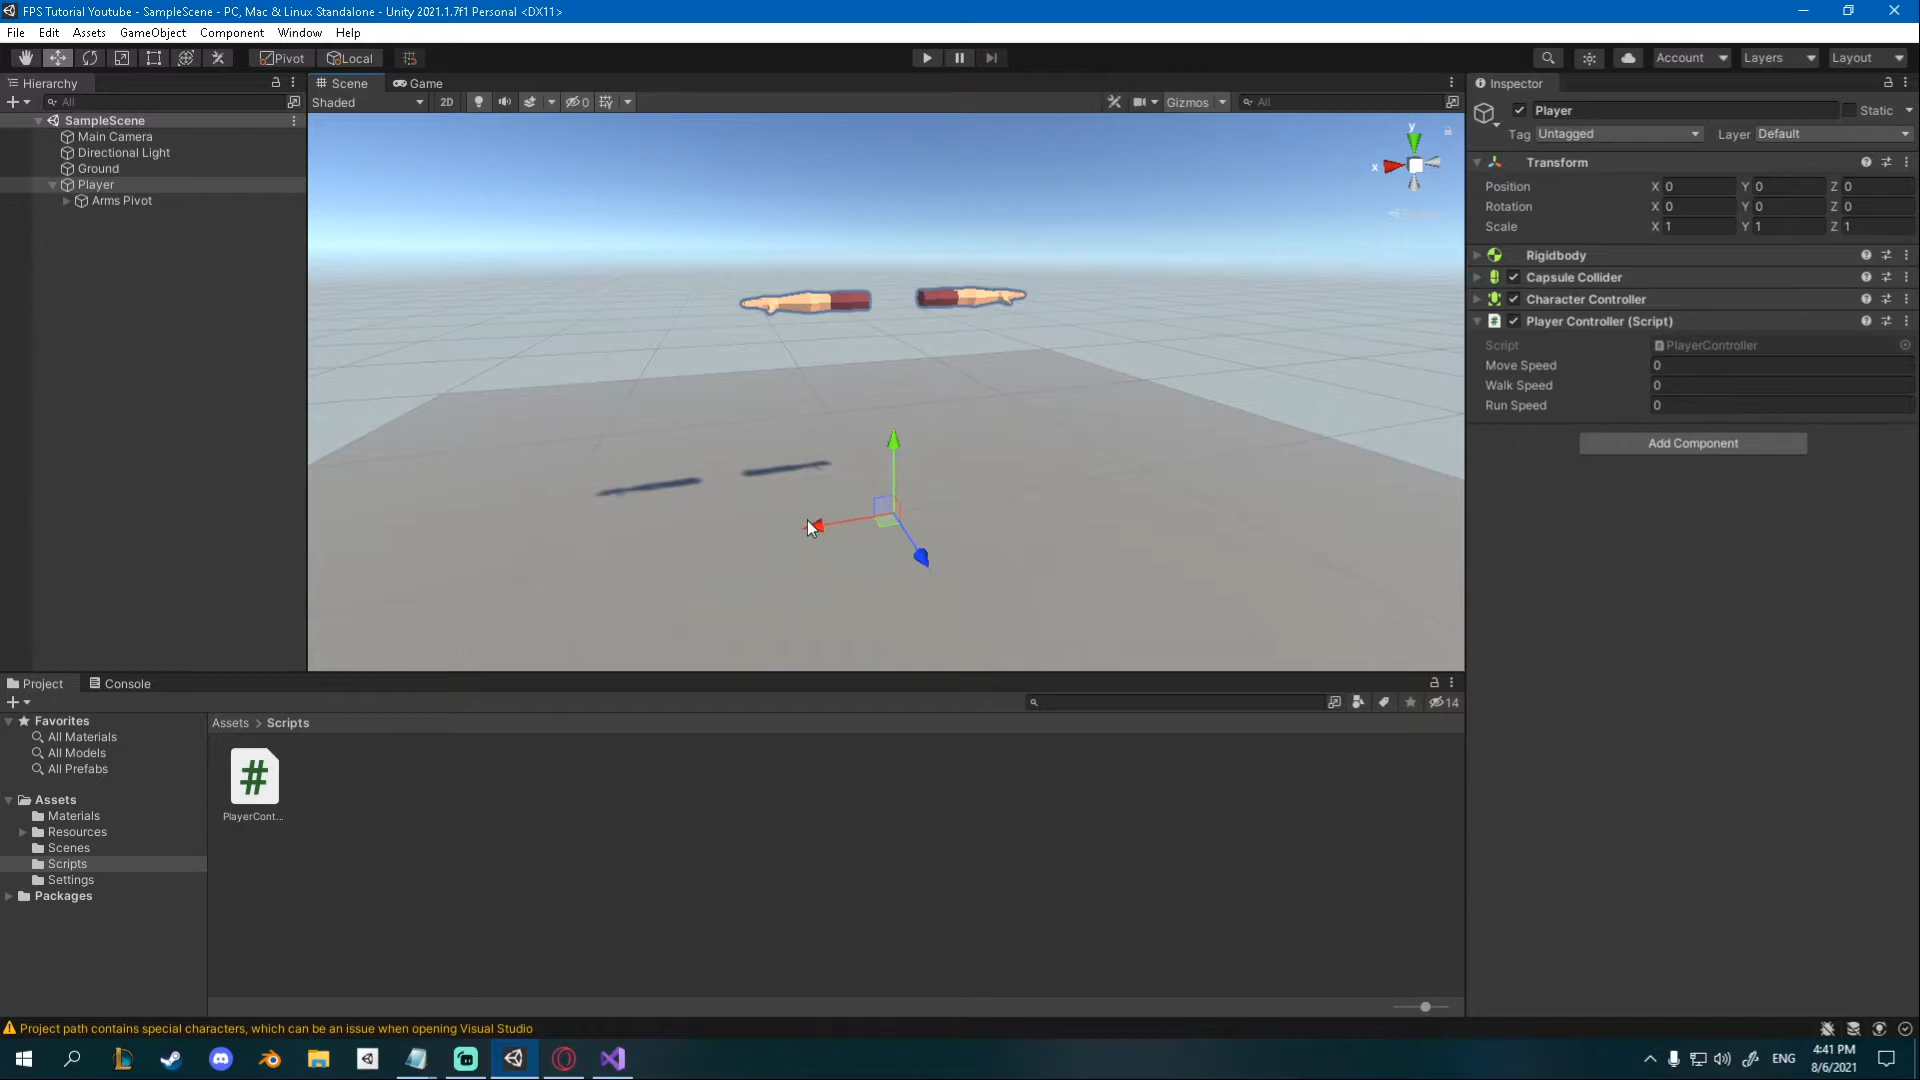 FPS Tutorial Youtube - SampleScene - PC, Mac & Linux Standalone - Unity 2021.1.7f1 Personal <DX11>
File Edit Assets GameObject Component Window Help
Pivot Local Account Layers Layout
Hierarchy
All
SampleScene
Main Camera
Directional Light
Ground
Player
Arms Pivot
Scene Game
Shaded 2D 0 Gizmos All
y
x
Inspector
Player Static
Tag Untagged Layer Default
Transform
Position X 0 Y 0 Z 0
Rotation X 0 Y 0 Z 0
Scale X 1 Y 1 Z 1
Rigidbody
Capsule Collider
Character Controller
# Player Controller (Script)
Script PlayerController
Move Speed 0
Walk Speed 0
Run Speed 0
Add Component
Project Console
14
Favorites
All Materials
All Models
All Prefabs
Assets
Materials
Resources
Scenes
Scripts
Settings
Packages
Assets > Scripts
#
PlayerCont...
Project path contains special characters, which can be an issue when opening Visual Studio
ENG
4:41 PM
8/6/2021